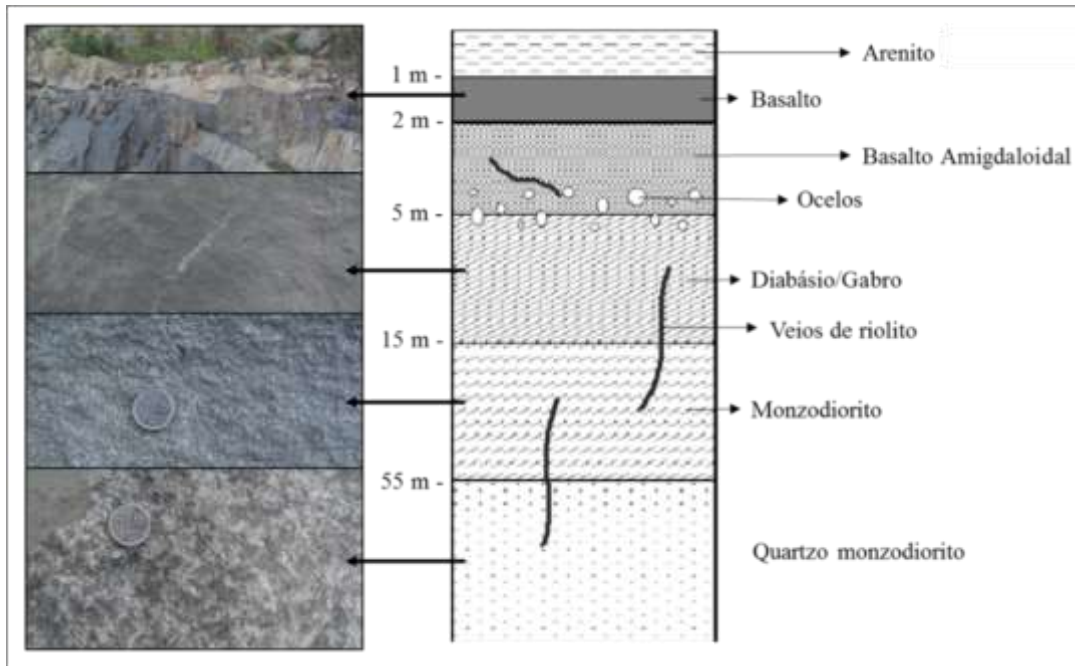 Arenito
1 m -
Basalto
2 m -
Basalto Amigdaloidal
Ocelos
5 m -
Diabásio/Gabro
Veios de riolito
15 m -
Monzodiorito
55 m -
Quartzo monzodiorito